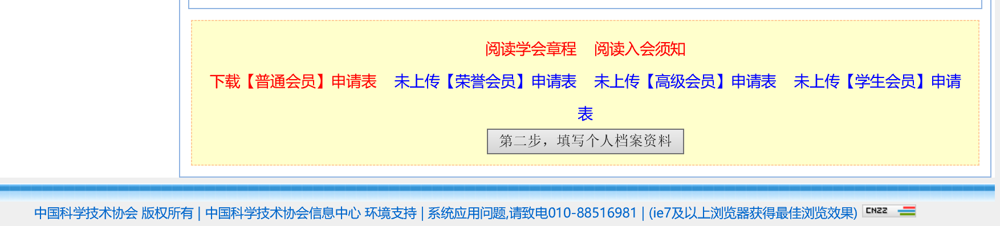 阅读学会章程 阅读入会须知
下载【普通会员】申请表 未上传【荣誉会员】申请表 未上传【高级会员】申请表 未上传【学生会员】申请
表
第二步，填写个人档案资料
中国科学技术协会 版权所有 | 中国科学技术协会信息中心 环境支持 | 系统应用问题,请致电010-88516981 | (ie7及以上浏览器获得最佳浏览效果) CNZZ